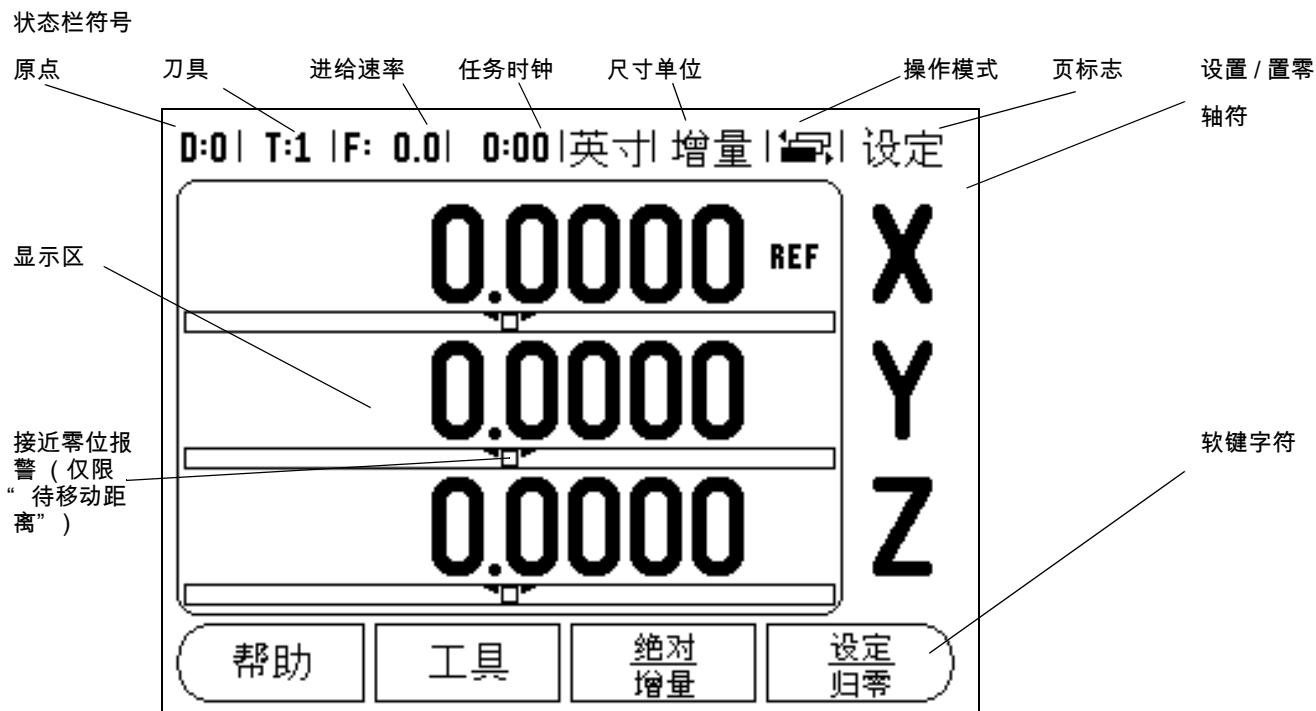 状态栏符号
原点 刀具 进给速率 任务时钟 尺寸单位 操作模式 页标志 设置 / 置零
轴符
D:0 | T:1 | F: 0.0 | 0:00 | 英寸 | 增量 | 设定
0.0000 REF X
显示区
0.0000 Y
接近零位报
警 ( 仅限
“ 待移动距
离” )
软键字符
0.0000 Z
帮助 工具 绝对 设定
增量 归零